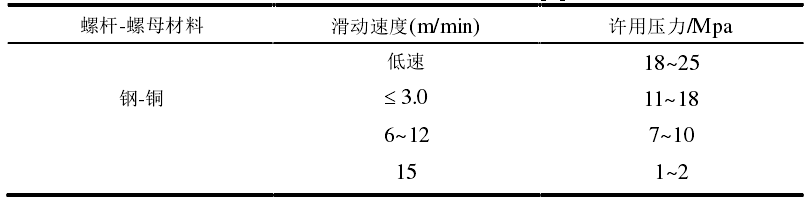 螺杆-螺母材料 滑动速度(m/min) 许用压力/Mpa
低速 18~25
钢-铜 ≤3.0 11~18
6~12 7~10
15 1~2